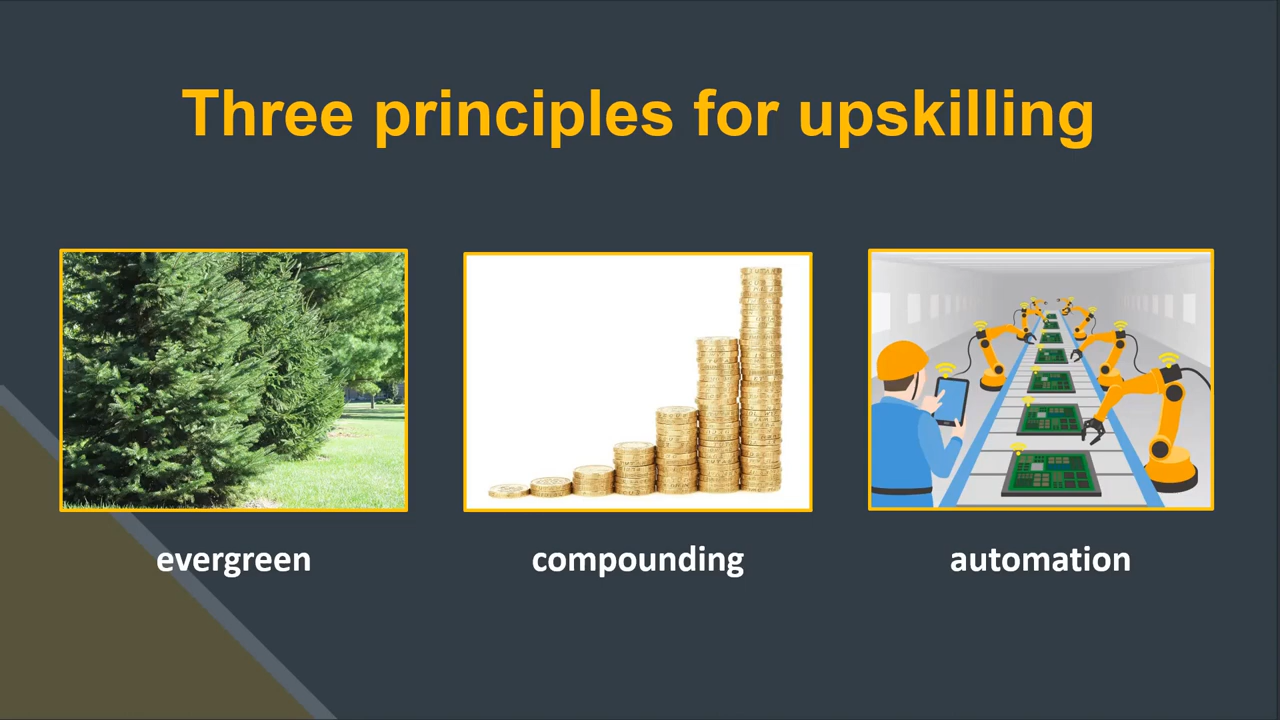 Three principles for upskilling
evergreen
compounding
automation